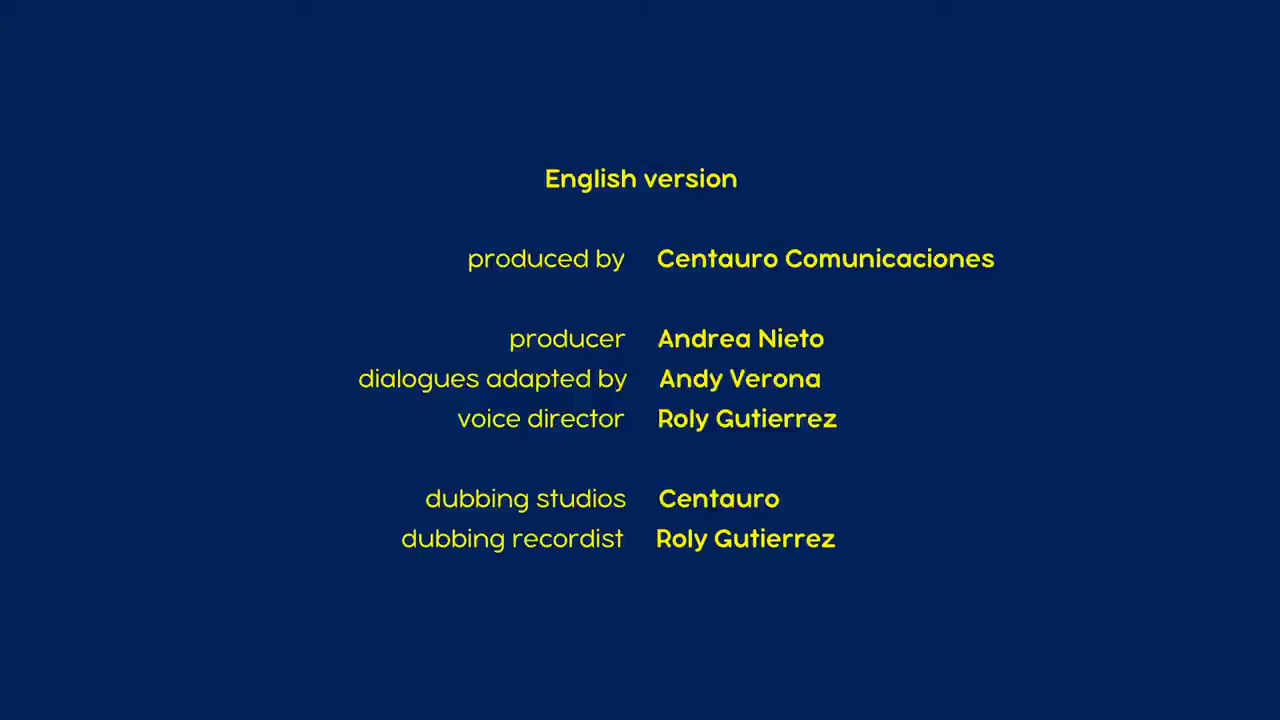 English version
produced by Centauro Comunicaciones
producer Andrea Nieto
dialogues adapted by Andy Verona
voice director Roly Gutierrez
dubbing studios Centauro
dubbing recordist Roly Gutierrez